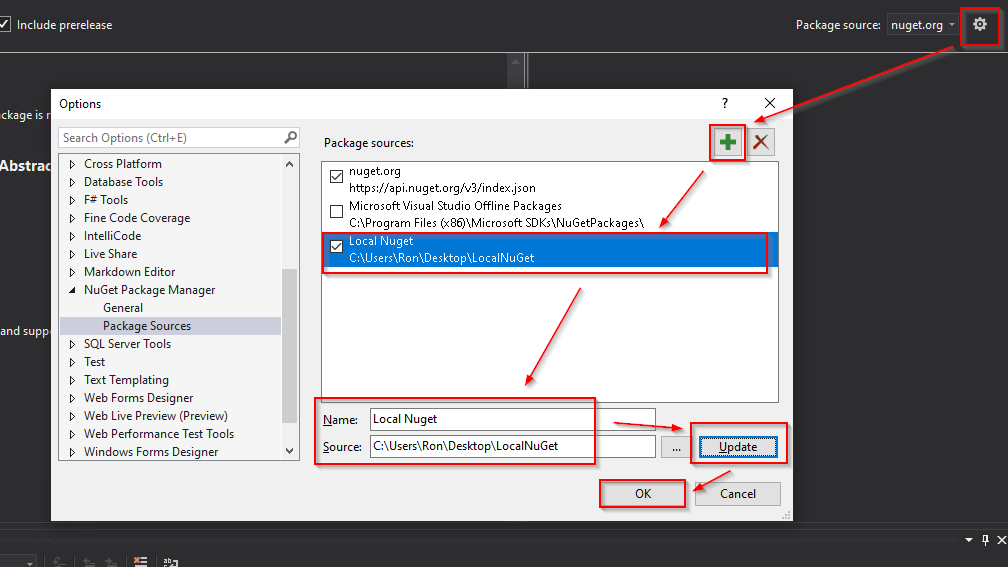 Include prerelease
Package source: nuget.org
ackage is r
Abstrac
and suppo
Options
?
Search Options (Ctrl+E)
Cross Platform
Database Tools
F# Tools
Fine Code Coverage
IntelliCode
Live Share
Markdown Editor
NuGet Package Manager
General
Package Sources
SQL Server Tools
Test
Text Templating
Web Forms Designer
Web Live Preview (Preview)
Web Performance Test Tools
Windows Forms Designer
Package sources:
nuget.org
https://api.nuget.org/v3/index.json
Microsoft Visual Studio Offline Packages
C:\Program Files (x86)\Microsoft SDKs\NuGetPackages\
Local Nuget
C:\Users\Ron\Desktop\LocalNuGet
Name: Local Nuget
Source: C:\Users\Ron\Desktop\LocalNuGet
...
Update
OK
Cancel